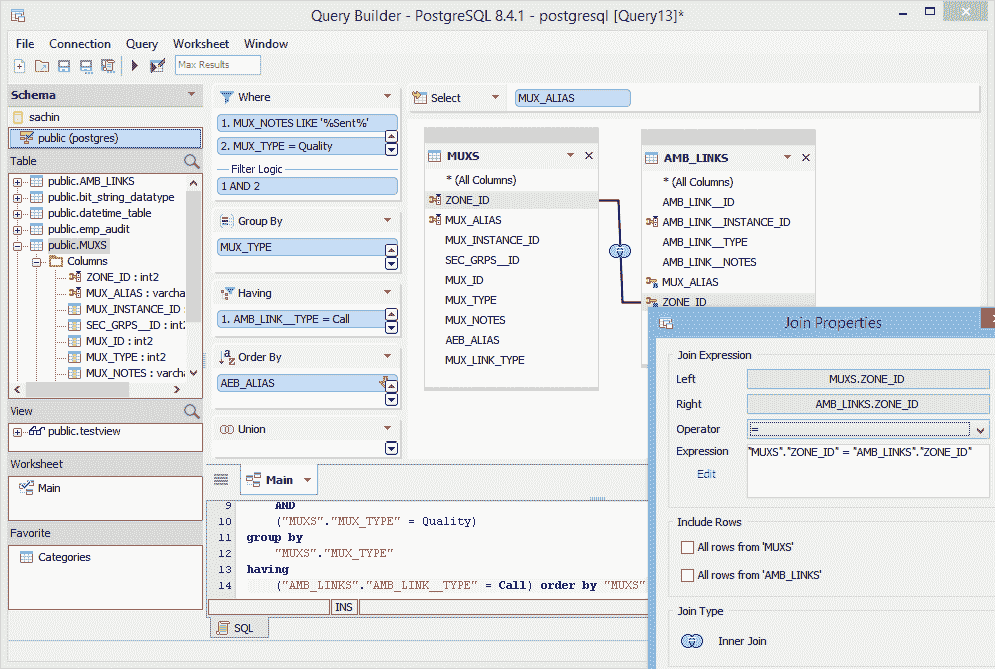 Query Builder - PostgreSQL 8.4.1 - postgresql [Query13]*
File Connection Query Worksheet Window
Max Results
Schema
sachin
public (postgres)
Table
public.AMB_LINKS
public.bit_string_datatype
public.datetime_table
public.emp_audit
public.MUXS
Columns
ZONE_ID : int2
MUX_ALIAS : varcha
MUX_INSTANCE_ID
SEC_GRPS__ID : int2
MUX_ID : int2
MUX_TYPE : int2
MUX_NOTES : varcha
View
public.testview
Worksheet
Main
Favorite
Categories
Where
1. MUX_NOTES LIKE '%Sent%'
2. MUX_TYPE = Quality
Filter Logic
1 AND 2
Group By
MUX_TYPE
Having
1. AMB_LINK__TYPE = Call
Order By
AEB_ALIAS
Union
Select MUX_ALIAS
MUXS
* (All Columns)
ZONE_ID
MUX_ALIAS
MUX_INSTANCE_ID
SEC_GRPS__ID
MUX_ID
MUX_TYPE
MUX_NOTES
AEB_ALIAS
MUX_LINK_TYPE
AMB_LINKS
* (All Columns)
AMB_LINK__ID
AMB_LINK__INSTANCE_ID
AMB_LINK__TYPE
AMB_LINK__NOTES
MUX_ALIAS
ZONE_ID
Main
9 AND
10 ("MUXS"."MUX_TYPE" = Quality)
11 group by
12 "MUXS"."MUX_TYPE"
13 having
14 ("AMB_LINKS"."AMB_LINK__TYPE" = Call) order by "MUXS"
INS
SQL
Join Properties
Join Expression
Left MUXS.ZONE_ID
Right AMB_LINKS.ZONE_ID
Operator =
Expression "MUXS"."ZONE_ID" = "AMB_LINKS"."ZONE_ID"
Edit
Include Rows
All rows from 'MUXS'
All rows from 'AMB_LINKS'
Join Type
Inner Join